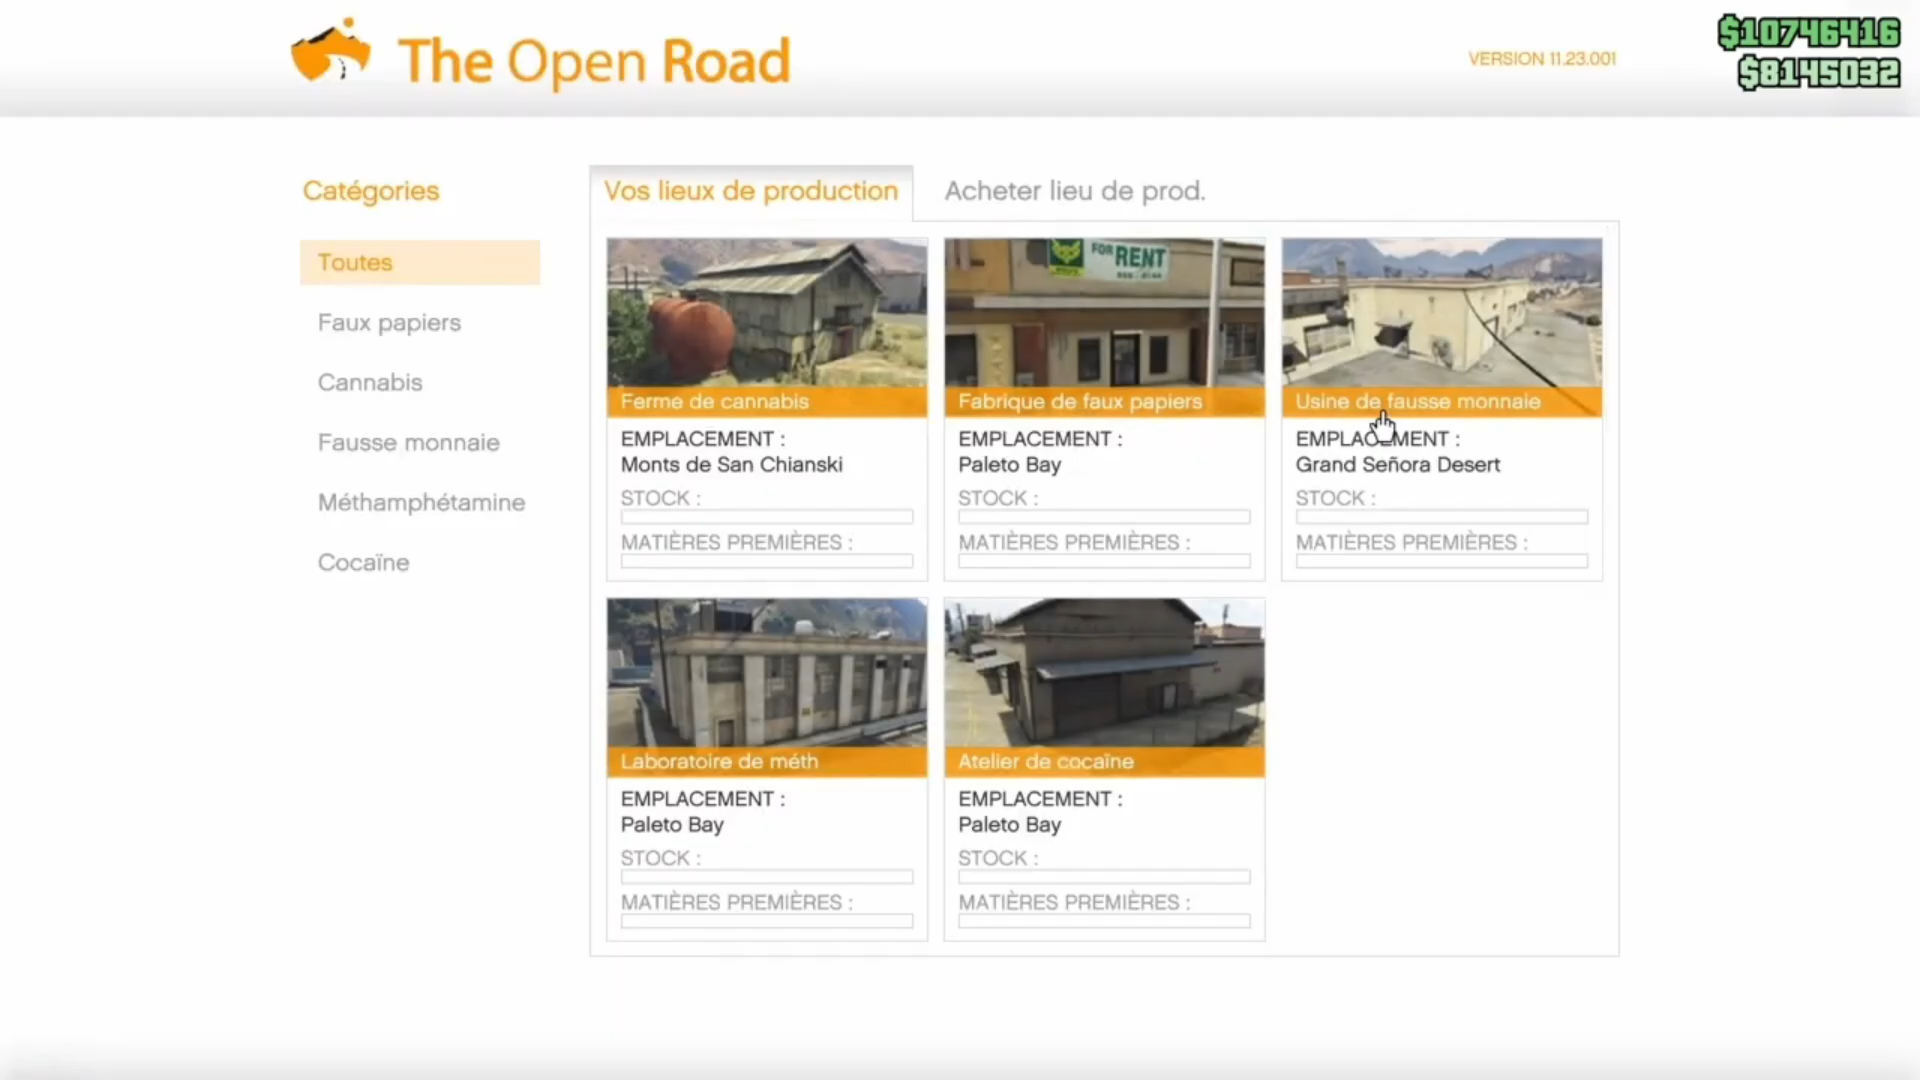 The Open Road
VERSION 11.23.001
$10746416
$8145032
Catégories
Toutes
Faux papiers
Cannabis
Fausse monnaie
Méthamphétamine
Cocaïne
Vos lieux de production
Acheter lieu de prod.
Ferme de cannabis
EMPLACEMENT :
Monts de San Chianski
STOCK :
MATIÈRES PREMIÈRES :
FOR RENT
Fabrique de faux papiers
EMPLACEMENT :
Paleto Bay
STOCK :
MATIÈRES PREMIÈRES :
Usine de fausse monnaie
EMPLACEMENT :
Grand Señora Desert
STOCK :
MATIÈRES PREMIÈRES :
Laboratoire de méth
EMPLACEMENT :
Paleto Bay
STOCK :
MATIÈRES PREMIÈRES :
Atelier de cocaïne
EMPLACEMENT :
Paleto Bay
STOCK :
MATIÈRES PREMIÈRES :